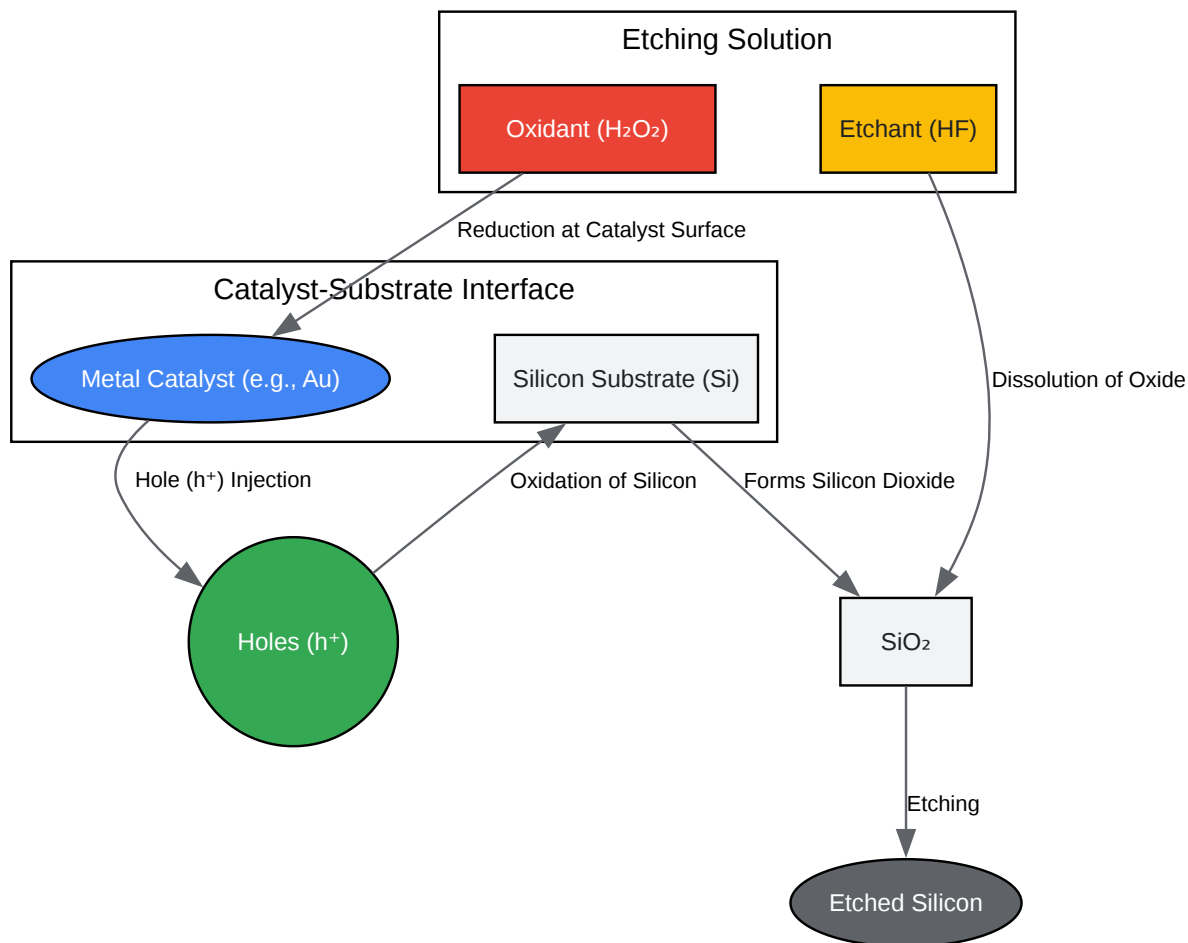 Etching Solution
Oxidant (H₂O₂)
Etchant (HF)
Reduction at Catalyst Surface
Catalyst-Substrate Interface
Metal Catalyst (e.g., Au)
Silicon Substrate (Si)
Dissolution of Oxide
Hole (h⁺) Injection
Oxidation of Silicon
Forms Silicon Dioxide
Holes (h⁺)
SiO₂
Etching
Etched Silicon